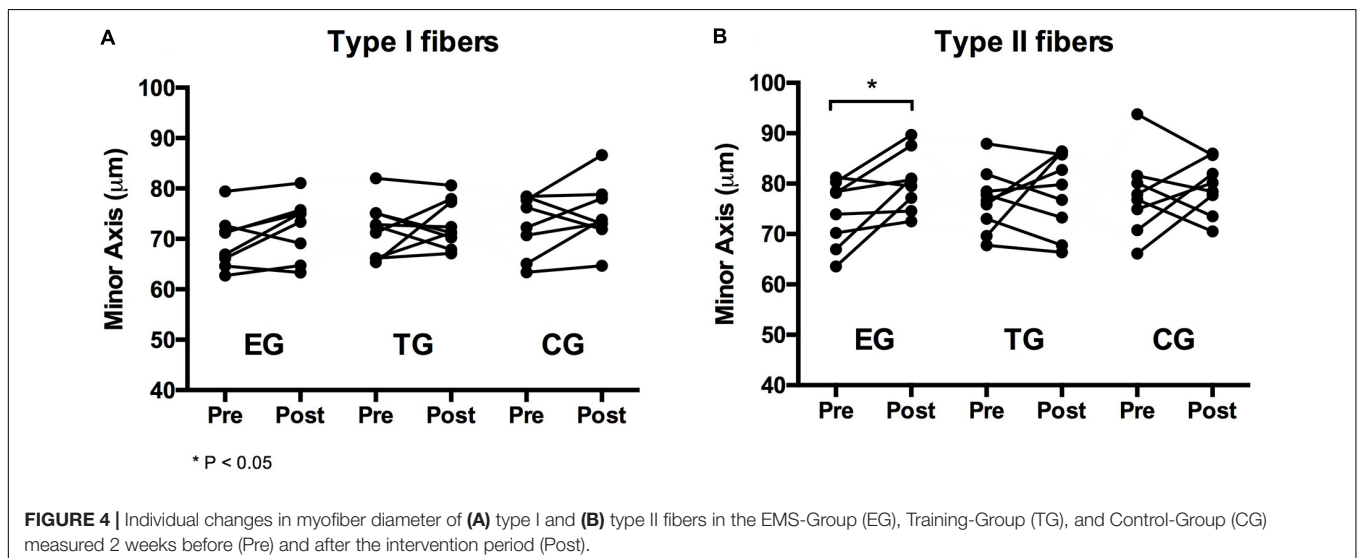 A
Type I fibers
Minor Axis (μm)
100
90
80
70
60
50
40
EG
TG
CG
Pre
Post
Pre
Post
Pre
Post
* P < 0.05
B
Type II fibers
Minor Axis (μm)
100
90
80
70
60
50
40
*
EG
TG
CG
Pre
Post
Pre
Post
Pre
Post
FIGURE 4 | Individual changes in myofiber diameter of (A) type I and (B) type II fibers in the EMS-Group (EG), Training-Group (TG), and Control-Group (CG)
measured 2 weeks before (Pre) and after the intervention period (Post).